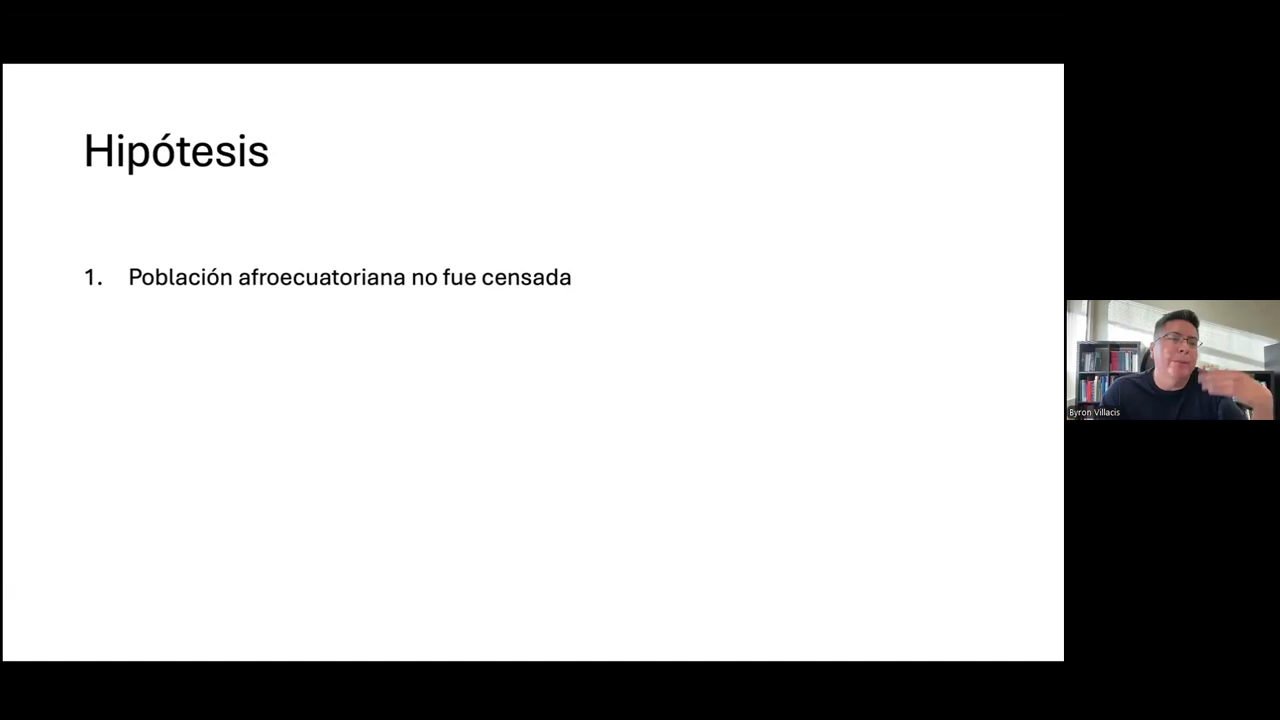 Hipótesis
1. Población afroecuatoriana no fue censada
Byron Villacis